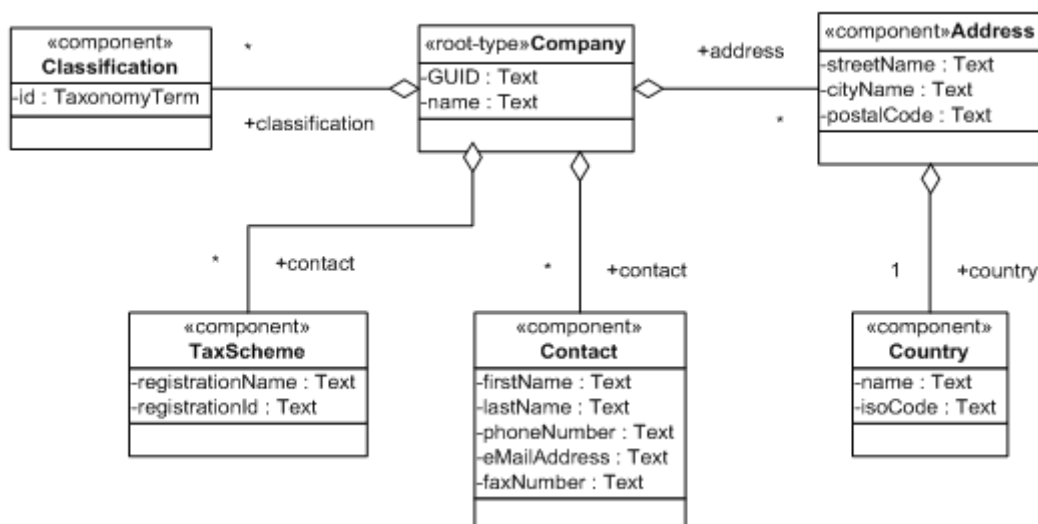 «component»
Classification
-id : TaxonomyTerm
*
+classification
«root-type»Company
-GUID : Text
-name : Text
+address
*
«component»Address
-streetName : Text
-cityName : Text
-postalCode : Text
*
+contact
*
+contact
1
+country
«component»
TaxScheme
-registrationName : Text
-registrationId : Text
«component»
Contact
-firstName : Text
-lastName : Text
-phoneNumber : Text
-eMailAddress : Text
-faxNumber : Text
«component»
Country
-name : Text
-isoCode : Text